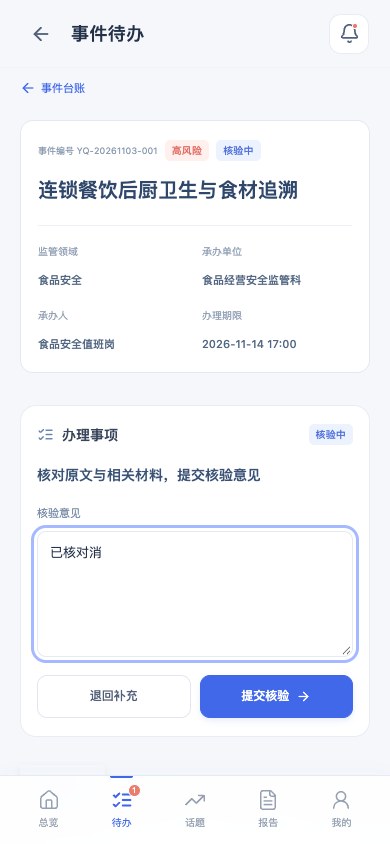 事件待办
事件台账
事件编号 YQ-20261103-001 高风险 核验中
连锁餐饮后厨卫生与食材追溯
监管领域 承办单位
食品安全 食品经营安全监管科
承办人 办理期限
食品安全值班岗 2026-11-14 17:00
办理事项 核验中
核对原文与相关材料，提交核验意见
核验意见
已核对消
退回补充 提交核验
1
总览 待办 话题 报告 我的